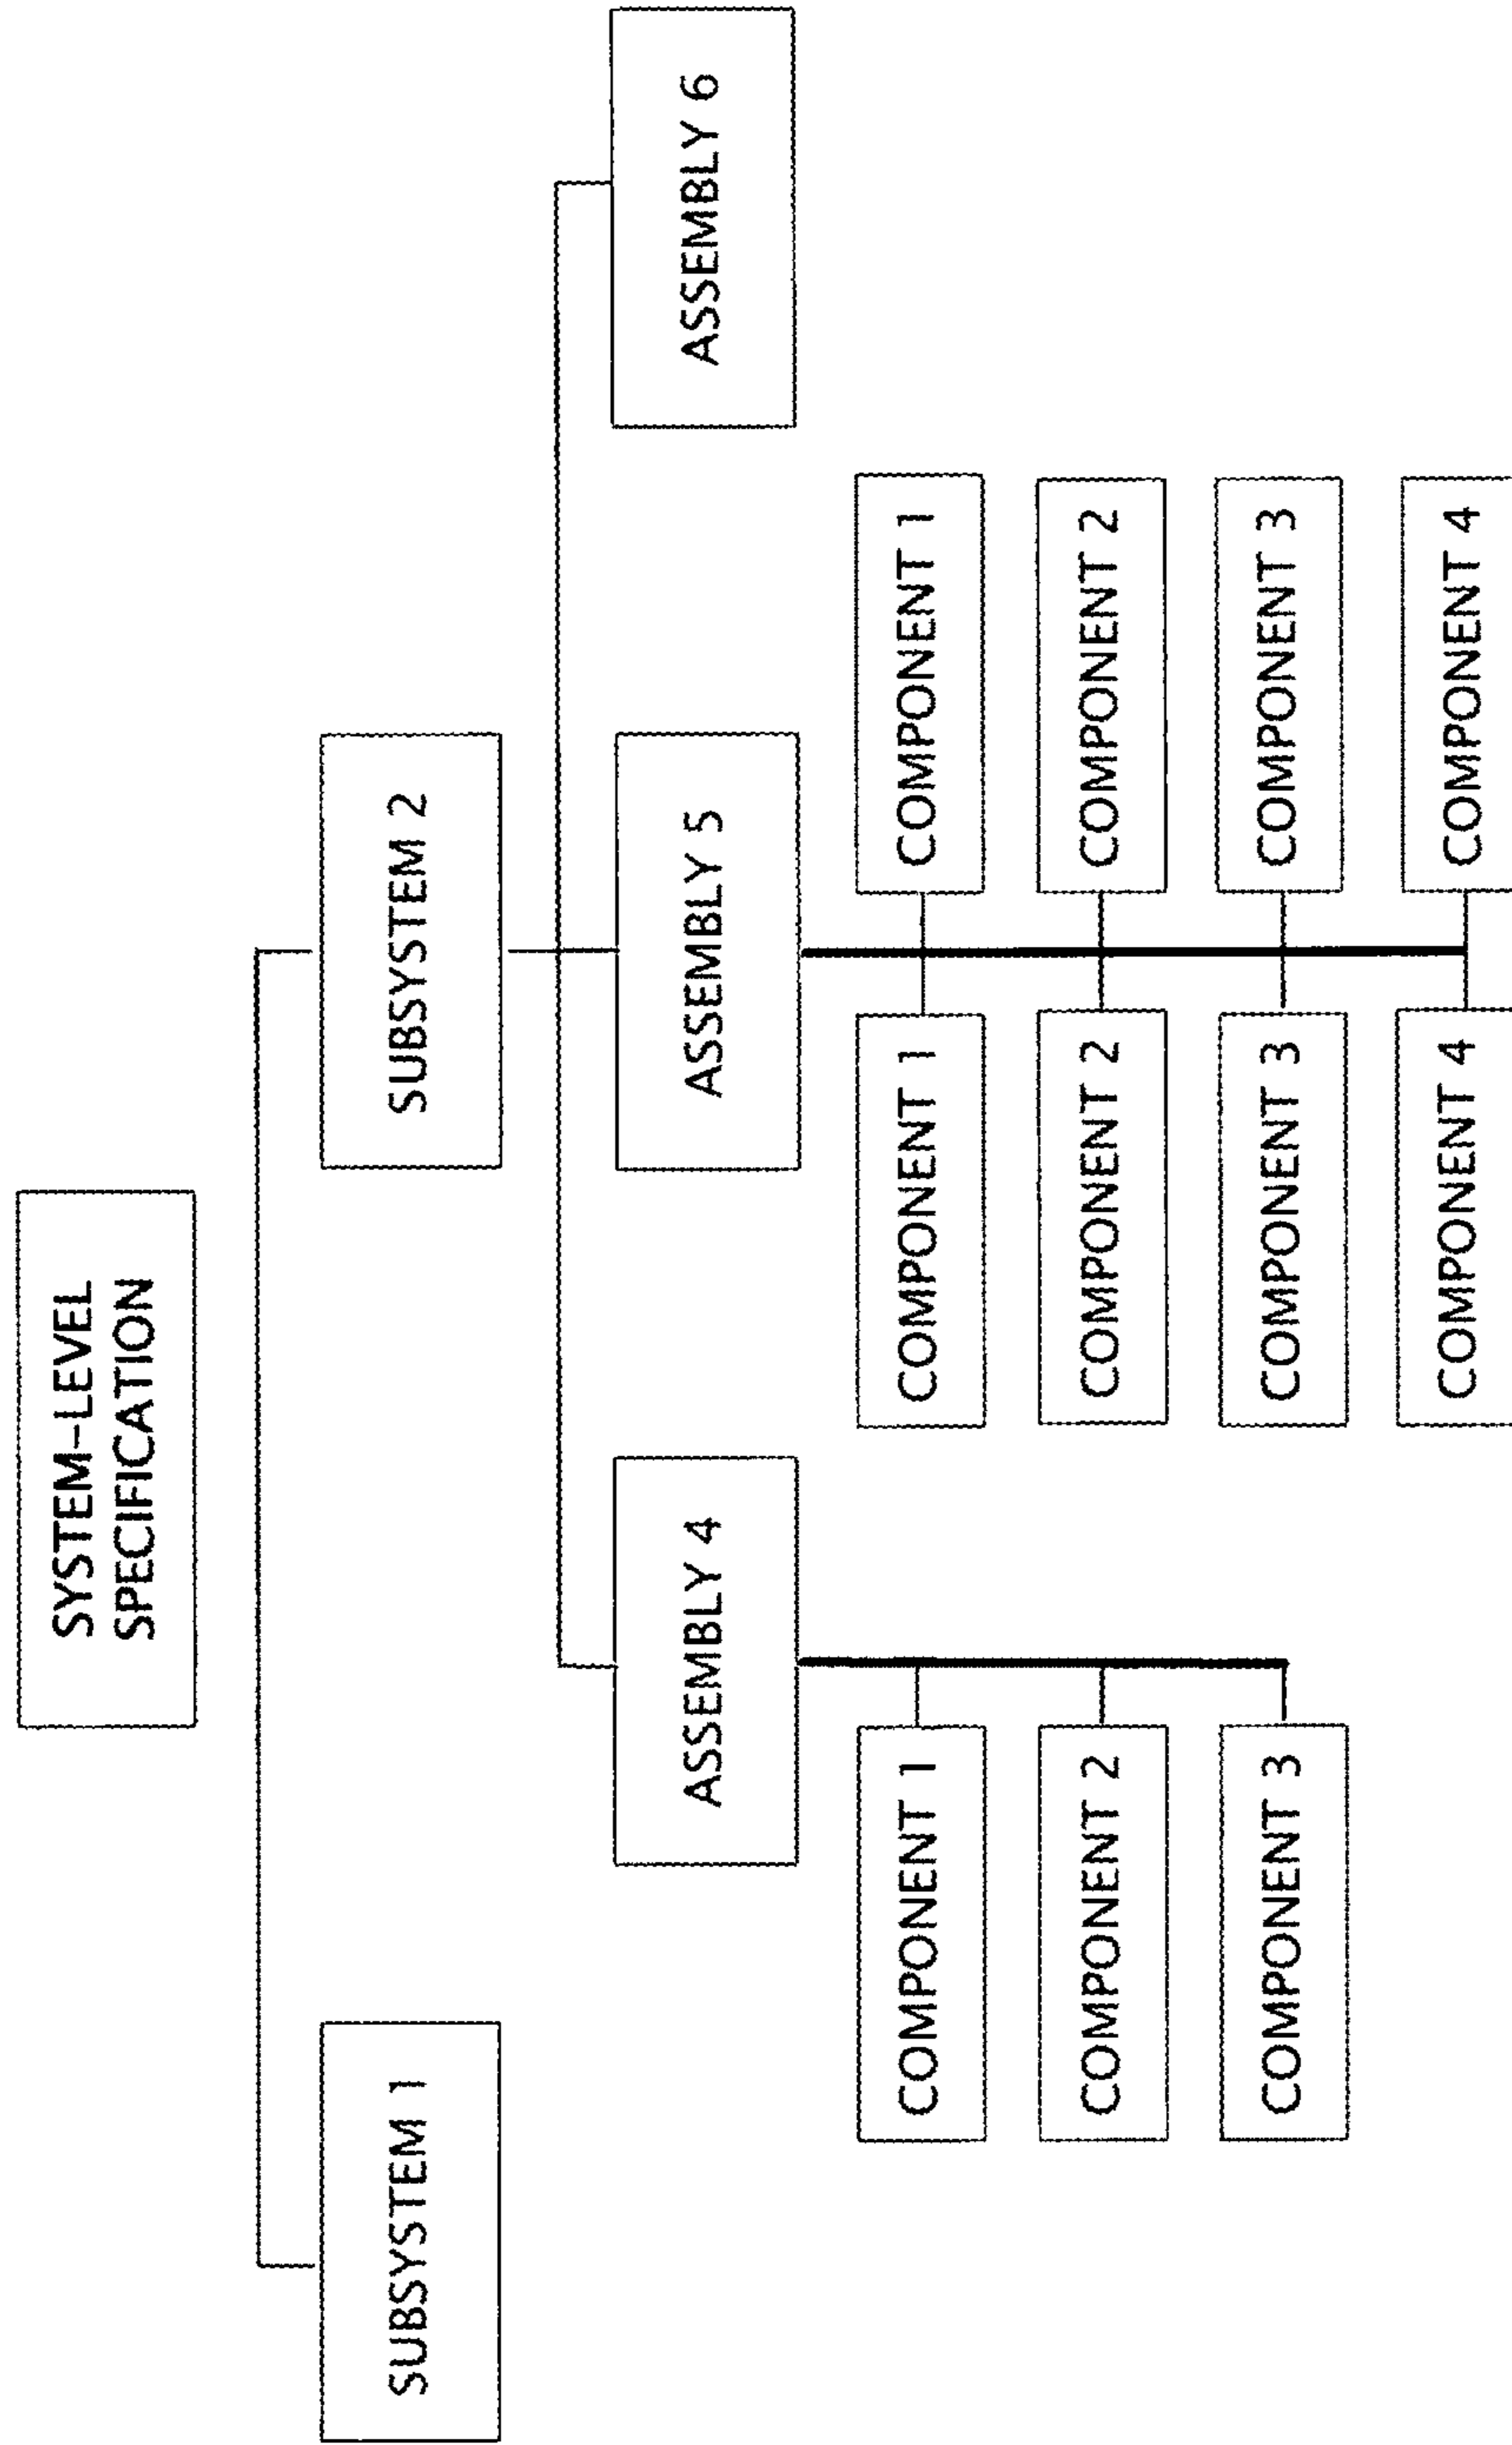 SYSTEM-LEVEL
SPECIFICATION
SUBSYSTEM 1
SUBSYSTEM 2
ASSEMBLY 4
ASSEMBLY 5
ASSEMBLY 6
COMPONENT 1
COMPONENT 1
COMPONENT 1
COMPONENT 2
COMPONENT 2
COMPONENT 2
COMPONENT 3
COMPONENT 3
COMPONENT 3
COMPONENT 4
COMPONENT 4